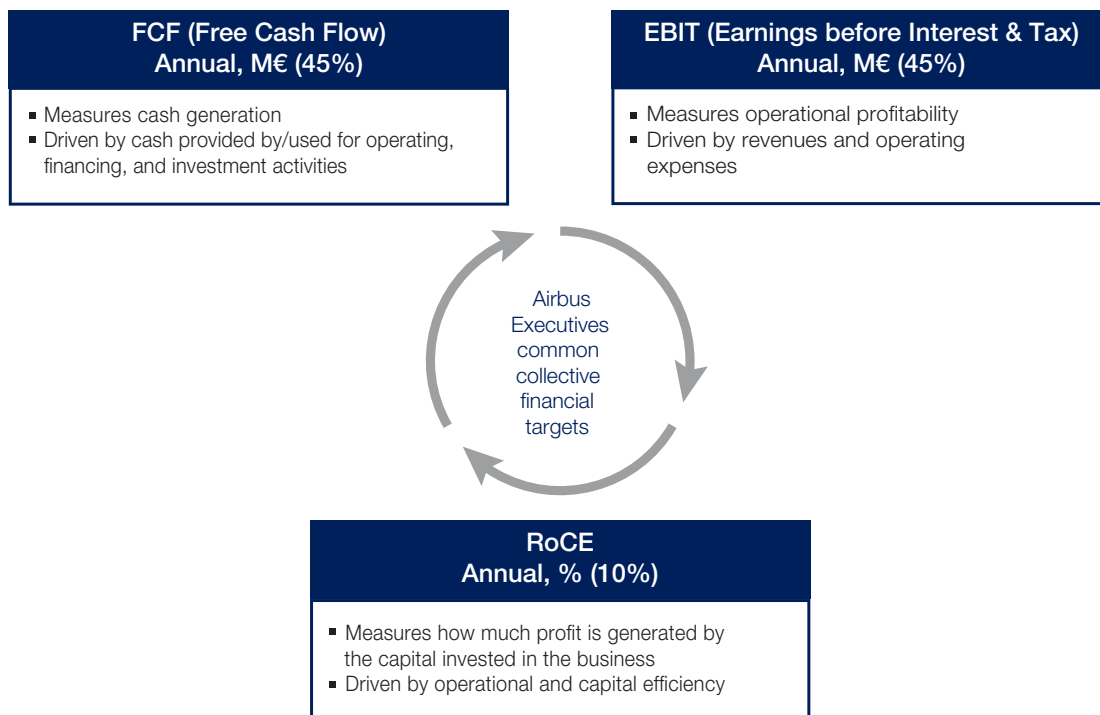 FCF (Free Cash Flow)
Annual, M€ (45%)
▪ Measures cash generation
▪ Driven by cash provided by/used for operating,
financing, and investment activities
EBIT (Earnings before Interest & Tax)
Annual, M€ (45%)
▪ Measures operational profitability
▪ Driven by revenues and operating
expenses
Airbus
Executives
common
collective
financial
targets
RoCE
Annual, % (10%)
▪ Measures how much profit is generated by
the capital invested in the business
▪ Driven by operational and capital efficiency